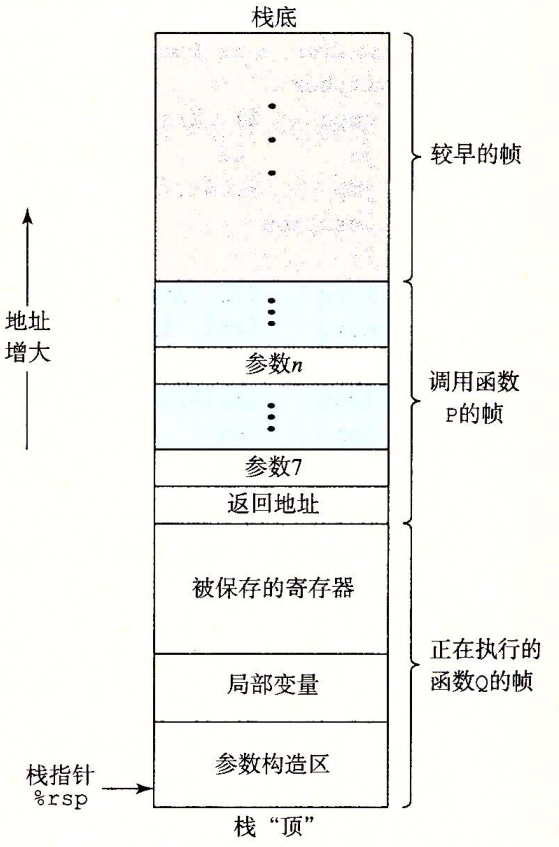 栈底
较早的帧
地址
增大
参数n
调用函数
P的帧
参数7
返回地址
被保存的寄存器
正在执行的
函数Q的帧
局部变量
参数构造区
栈指针
%rsp
栈“顶”